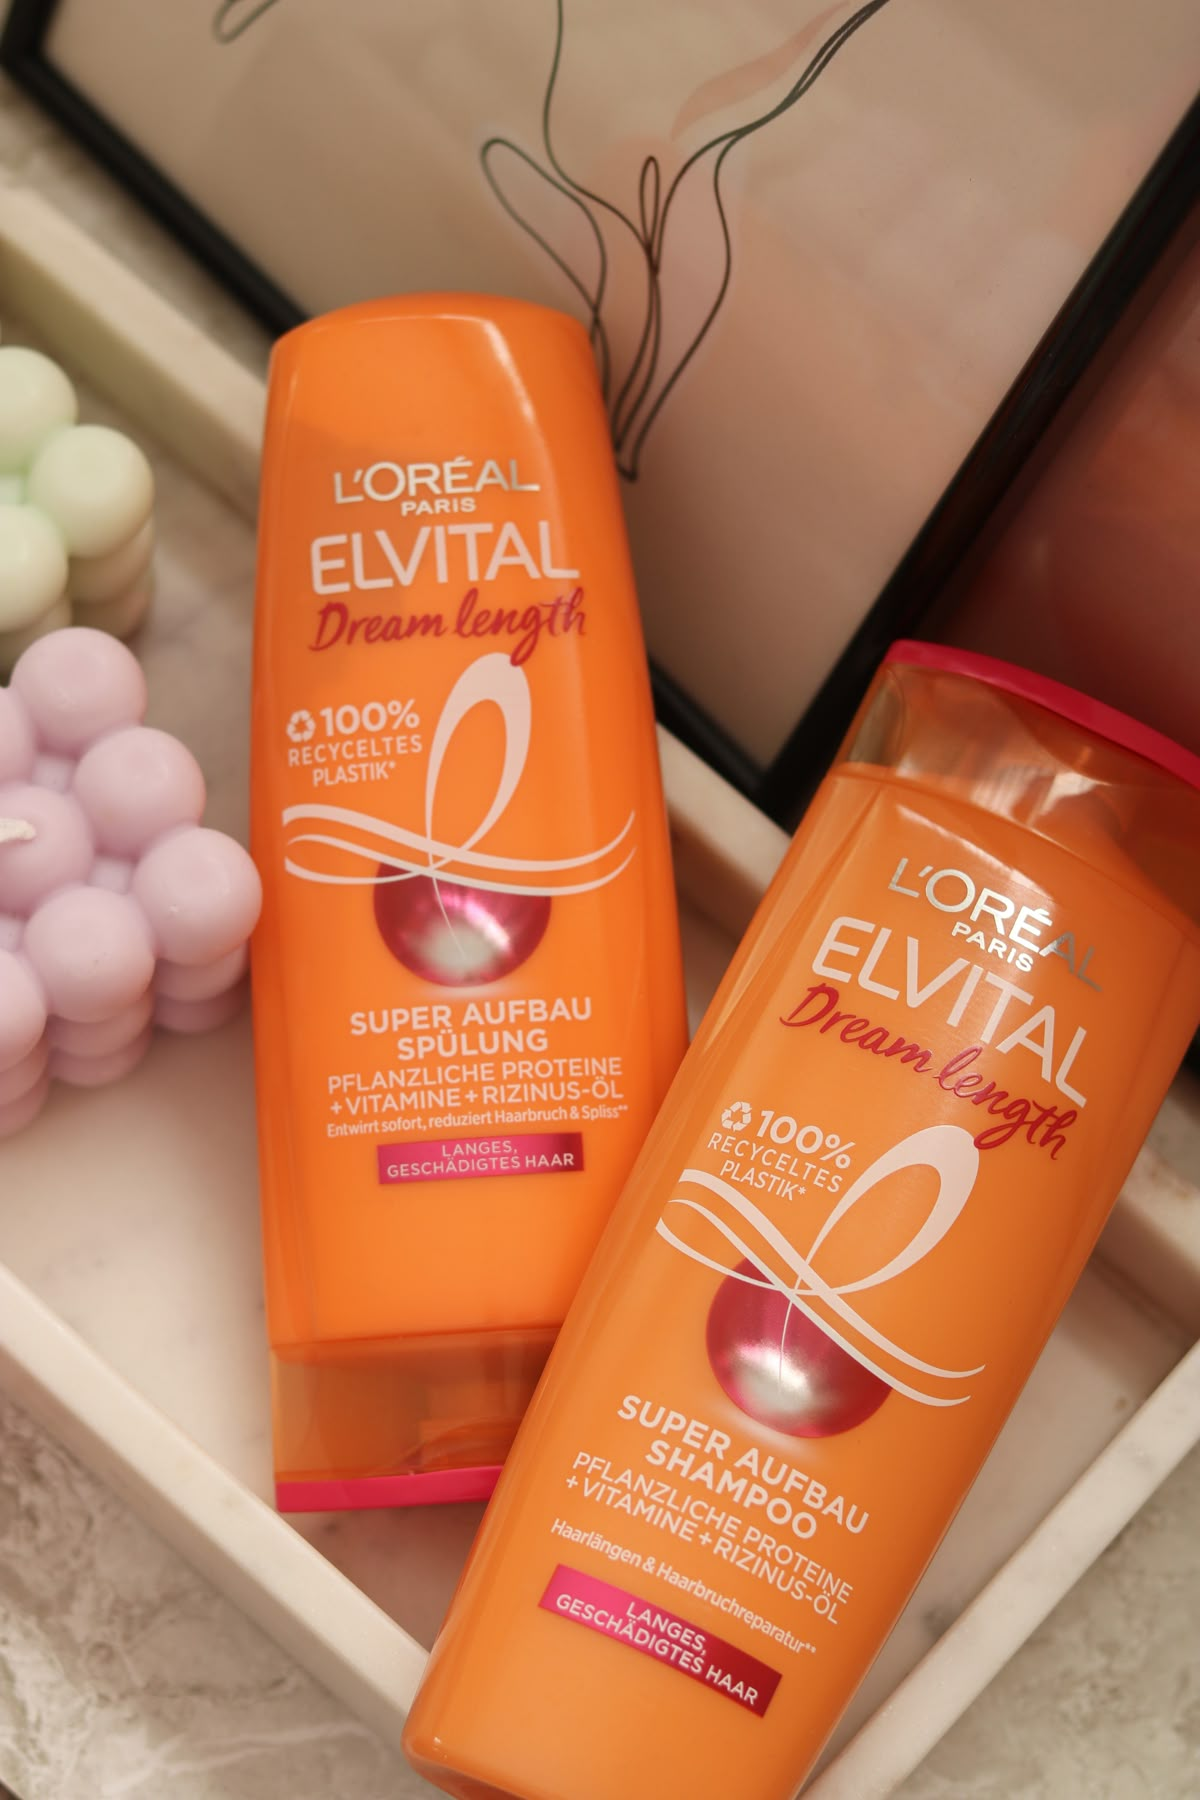 L'ORÉAL
PARIS
ELVITAL
Dream length
100%
RECYCELTES
PLASTIK*
SUPER AUFBAU
SPÜLUNG
PFLANZLICHE PROTEINE
+ VITAMINE + RIZINUS-ÖL
Entwirrt sofort, reduziert Haarbruch & Spliss**
LANGES,
GESCHÄDIGTES HAAR
L'ORÉAL
PARIS
ELVITAL
Dream length
100%
RECYCELTES
PLASTIK*
SUPER AUFBAU
SHAMPOO
PFLANZLICHE PROTEINE
+ VITAMINE + RIZINUS-ÖL
Haarlängen & Haarbruchreparatur**
LANGES,
GESCHÄDIGTES HAAR